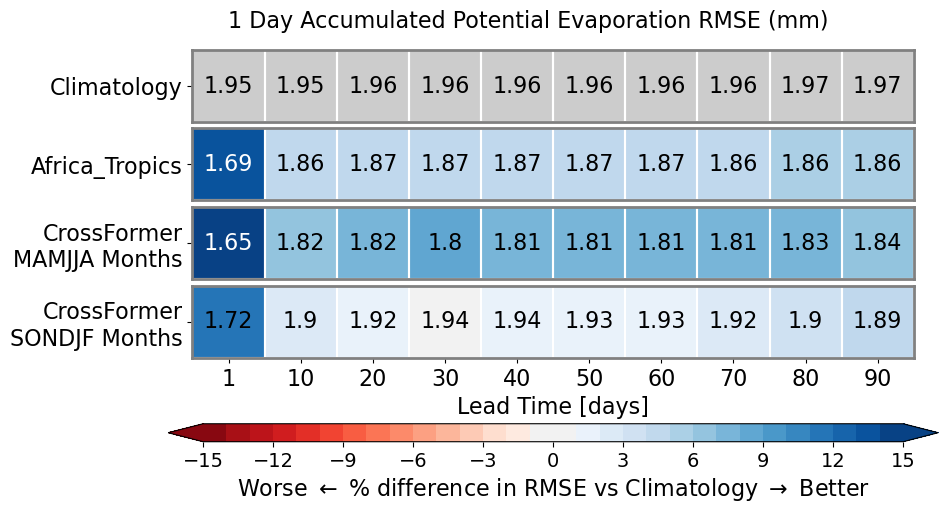 1 Day Accumulated Potential Evaporation RMSE (mm)
Climatology 1.95 1.95 1.96 1.96 1.96 1.96 1.96 1.96 1.97 1.97
Africa_Tropics 1.69 1.86 1.87 1.87 1.87 1.87 1.87 1.86 1.86 1.86
CrossFormer
MAMJJA Months 1.65 1.82 1.82 1.8 1.81 1.81 1.81 1.81 1.83 1.84
CrossFormer
SONDJF Months 1.72 1.9 1.92 1.94 1.94 1.93 1.93 1.92 1.9 1.89
1 10 20 30 40 50 60 70 80 90
Lead Time [days]
−15 −12 −9 −6 −3 0 3 6 9 12 15
Worse ← % difference in RMSE vs Climatology → Better